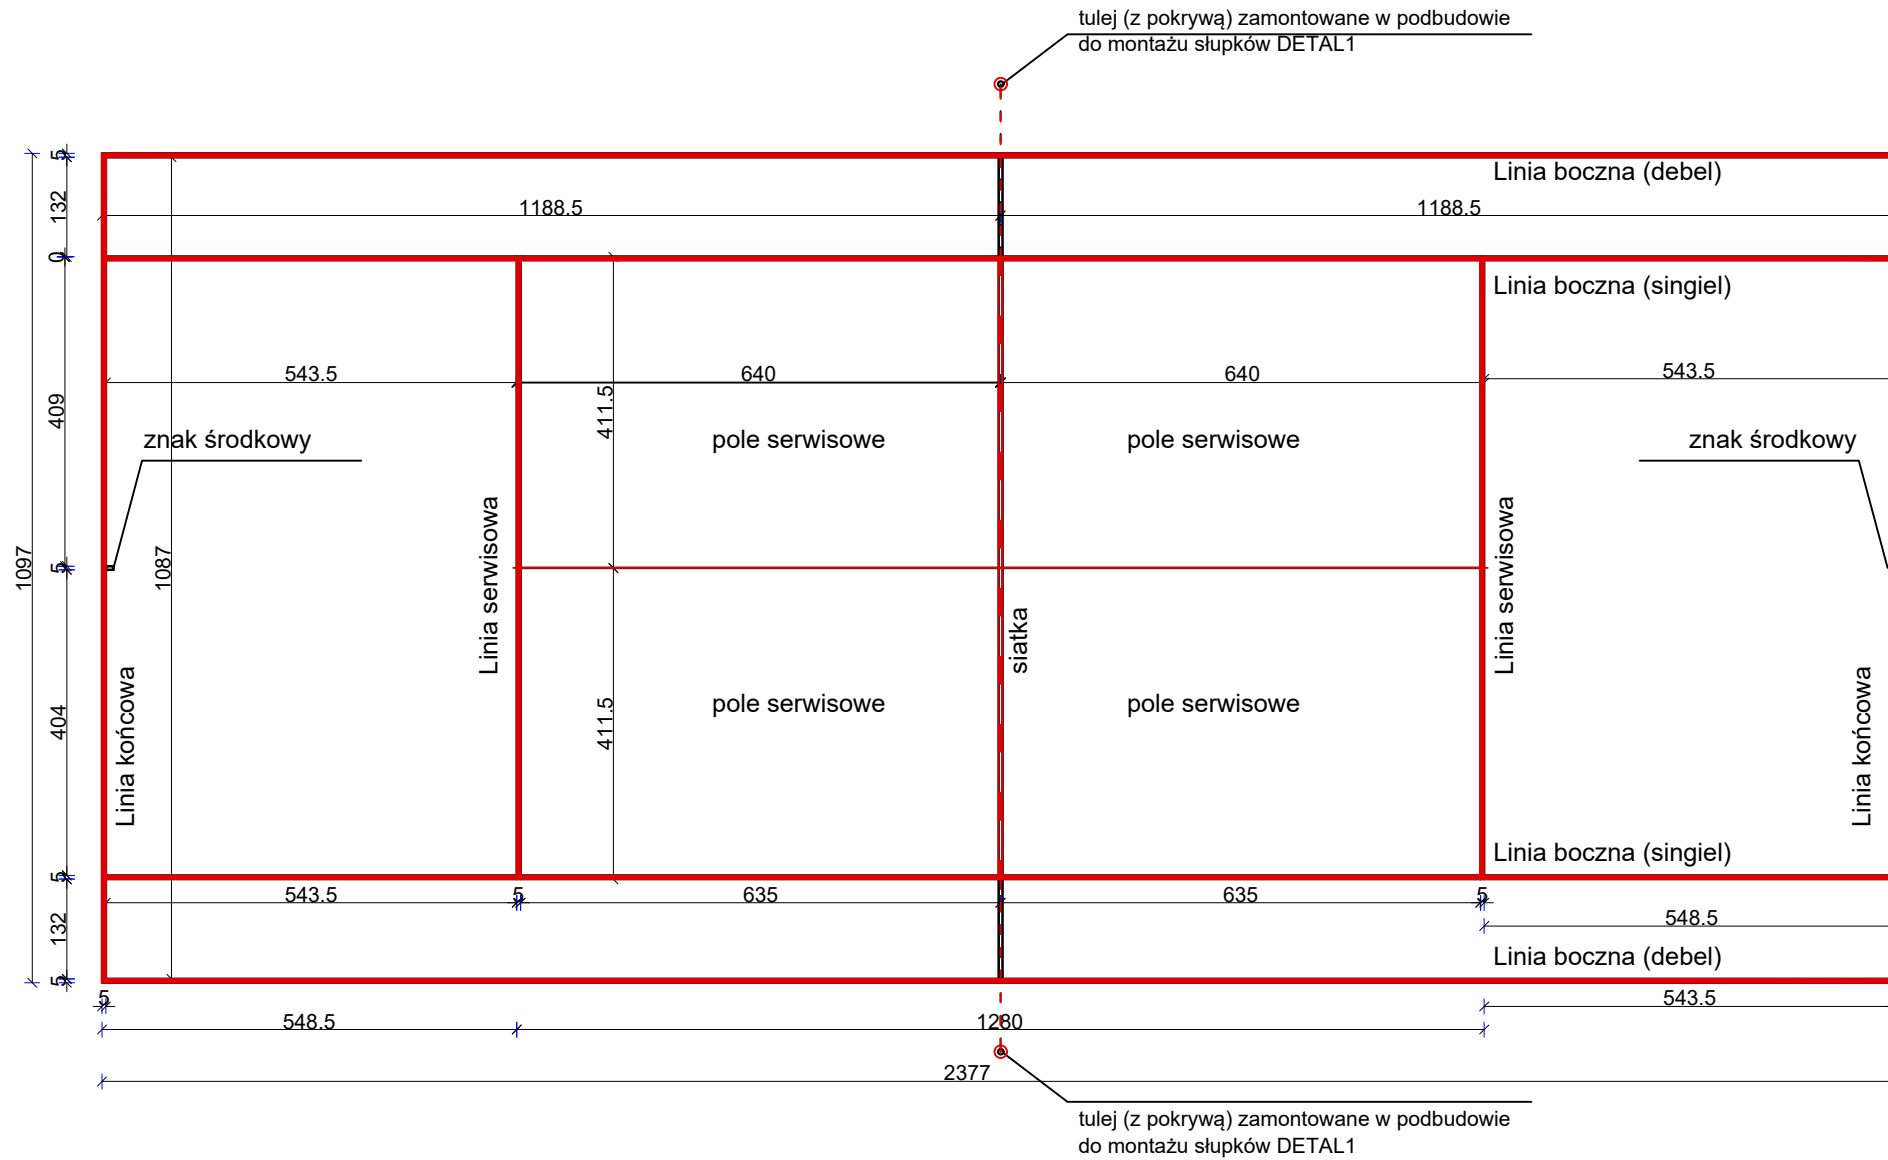 tulej (z pokrywą) zamontowane w podbudowie
do montażu słupków DETAL1
5
Linia boczna (debel)
132
1188.5
1188.5
0
Linia boczna (singiel)
543.5
640
640
543.5
409
411.5
znak środkowy
pole serwisowe
pole serwisowe
znak środkowy
Linia serwisowa
Linia serwisowa
1097
5
1087
siatka
Linia końcowa
404
411.5
pole serwisowe
pole serwisowe
Linia końcowa
Linia boczna (singiel)
5
543.5
5
635
635
5
132
548.5
Linia boczna (debel)
5
5
543.5
548.5
1280
2377
tulej (z pokrywą) zamontowane w podbudowie
do montażu słupków DETAL1